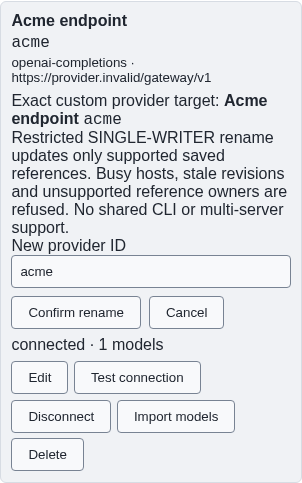 Acme endpoint
acme
openai-completions ·
https://provider.invalid/gateway/v1
Exact custom provider target: Acme
endpoint acme
Restricted SINGLE-WRITER rename
updates only supported saved
references. Busy hosts, stale revisions
and unsupported reference owners are
refused. No shared CLI or multi-server
support.
New provider ID
acme
Confirm rename Cancel
connected · 1 models
Edit Test connection
Disconnect Import models
Delete